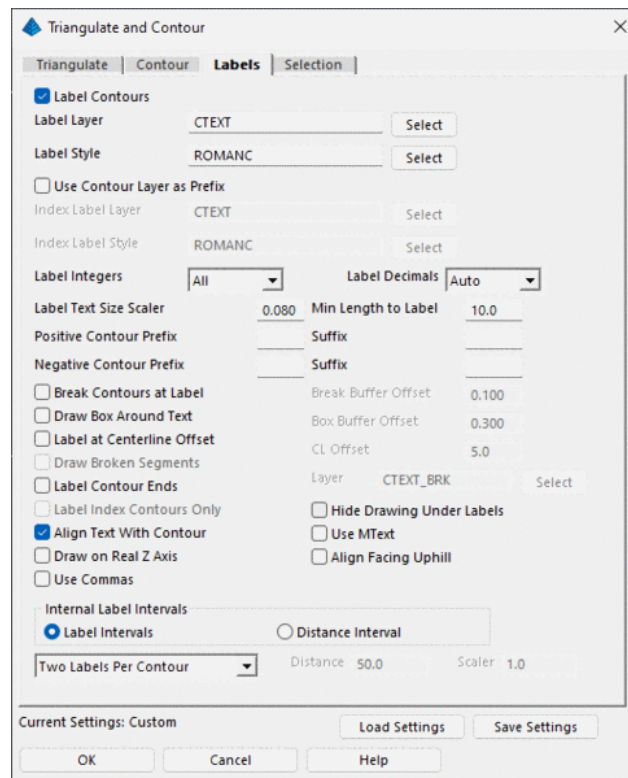 Triangulate and Contour
Triangulate Contour Labels Selection
Label Contours
Label Layer CTEXT Select
Label Style ROMANC Select
Use Contour Layer as Prefix
Index Label Layer CTEXT Select
Index Label Style ROMANC Select
Label Integers All Label Decimals Auto
Label Text Size Scaler 0.080 Min Length to Label 10.0
Positive Contour Prefix Suffix
Negative Contour Prefix Suffix
Break Contours at Label Break Buffer Offset 0.100
Draw Box Around Text Box Buffer Offset 0.300
Label at Centerline Offset CL Offset 5.0
Draw Broken Segments Layer CTEXT_BRK Select
Label Contour Ends
Label Index Contours Only Hide Drawing Under Labels
Align Text With Contour Use MText
Draw on Real Z Axis Align Facing Uphill
Use Commas
Internal Label Intervals
Label Intervals Distance Interval
Two Labels Per Contour Distance 50.0 Scaler 1.0
Current Settings: Custom Load Settings Save Settings
OK Cancel Help